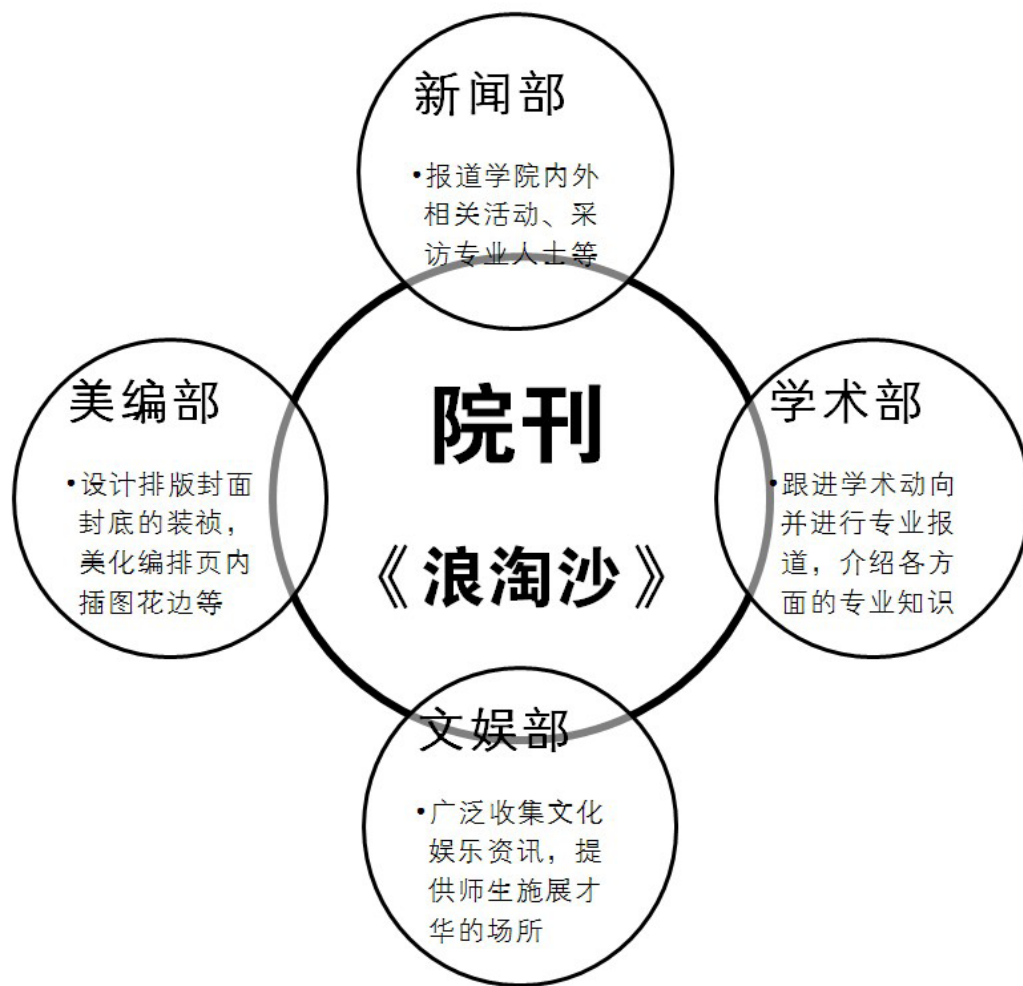 新闻部
•报道学院内外
相关活动、采
访专业人士等
院刊
《浪淘沙》
美编部
•设计排版封面
封底的装祯，
美化编排页内
插图花边等
学术部
•跟进学术动向
并进行专业报
道，介绍各方
面的专业知识
文娱部
•广泛收集文化
娱乐资讯，提
供师生施展才
华的场所